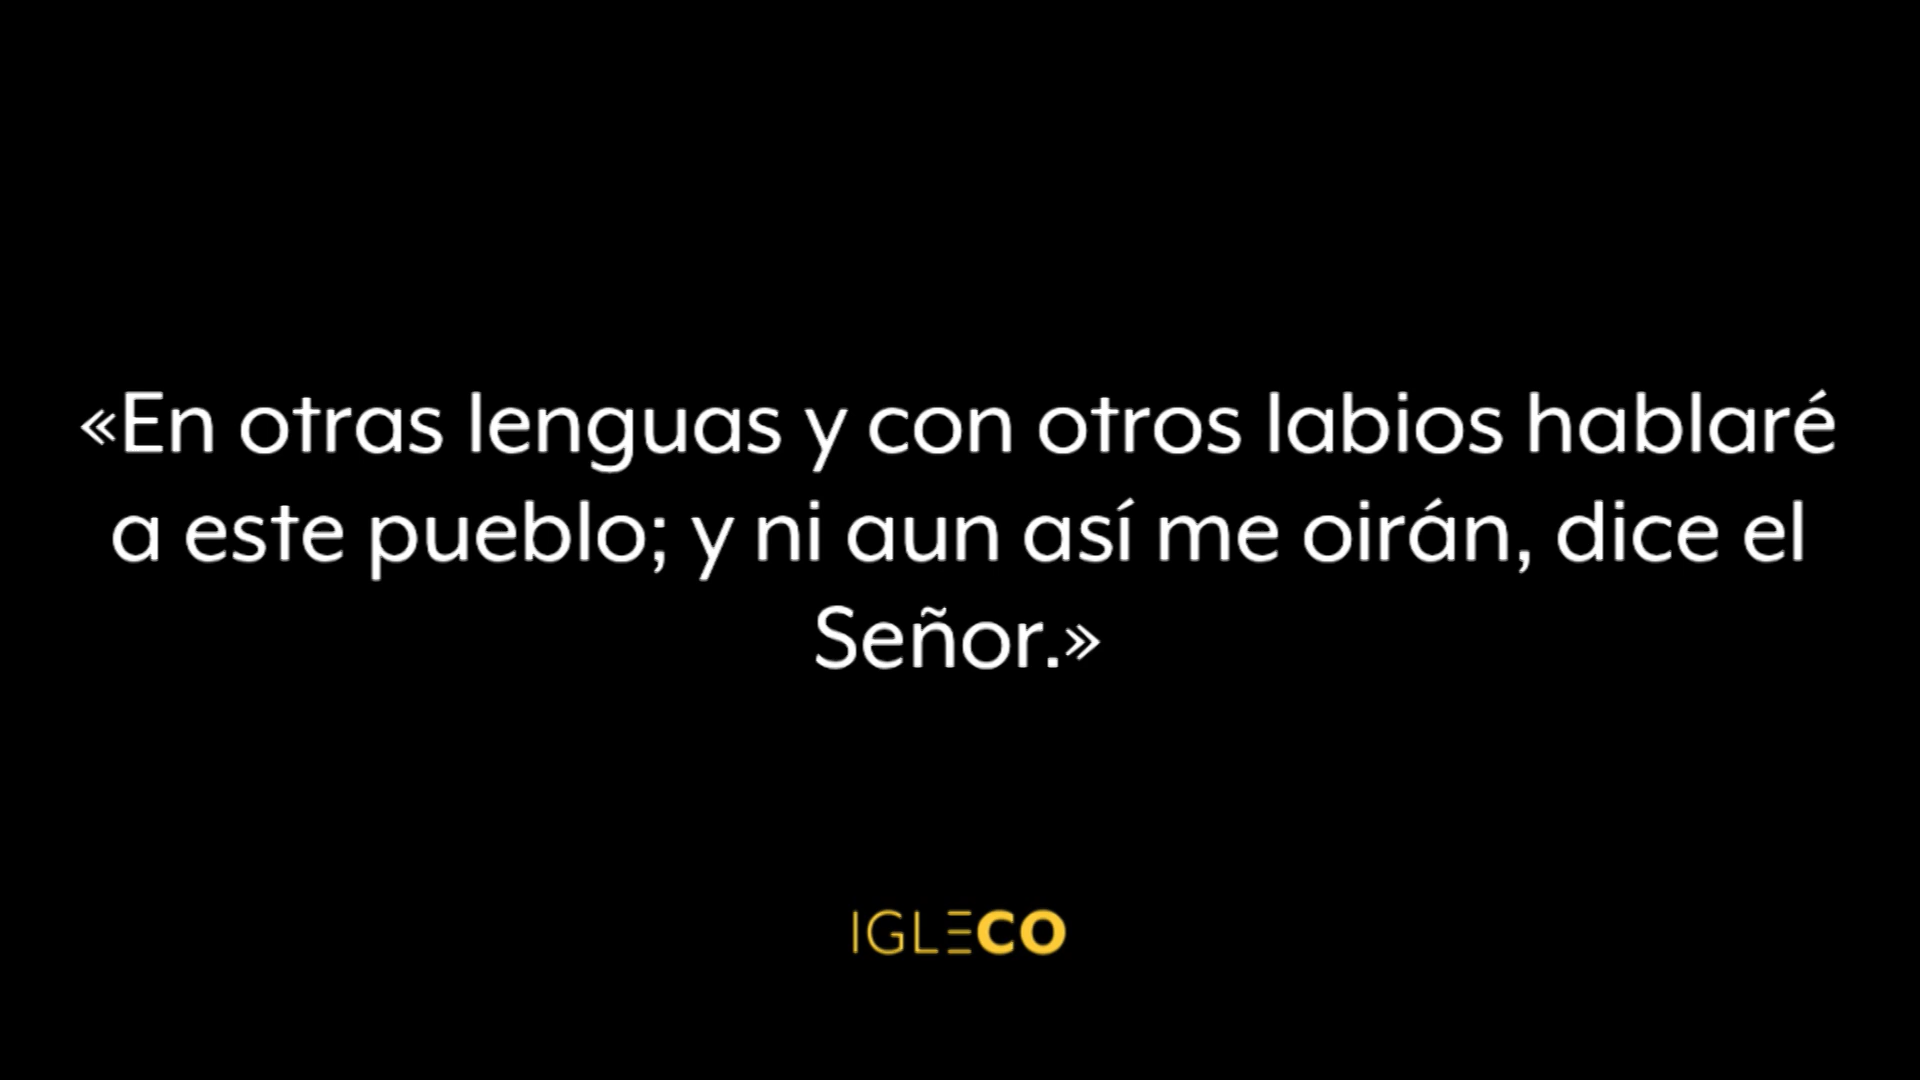 «En otras lenguas y con otros labios hablaré
a este pueblo; y ni aun así me oirán, dice el
Señor.»
IGLECO